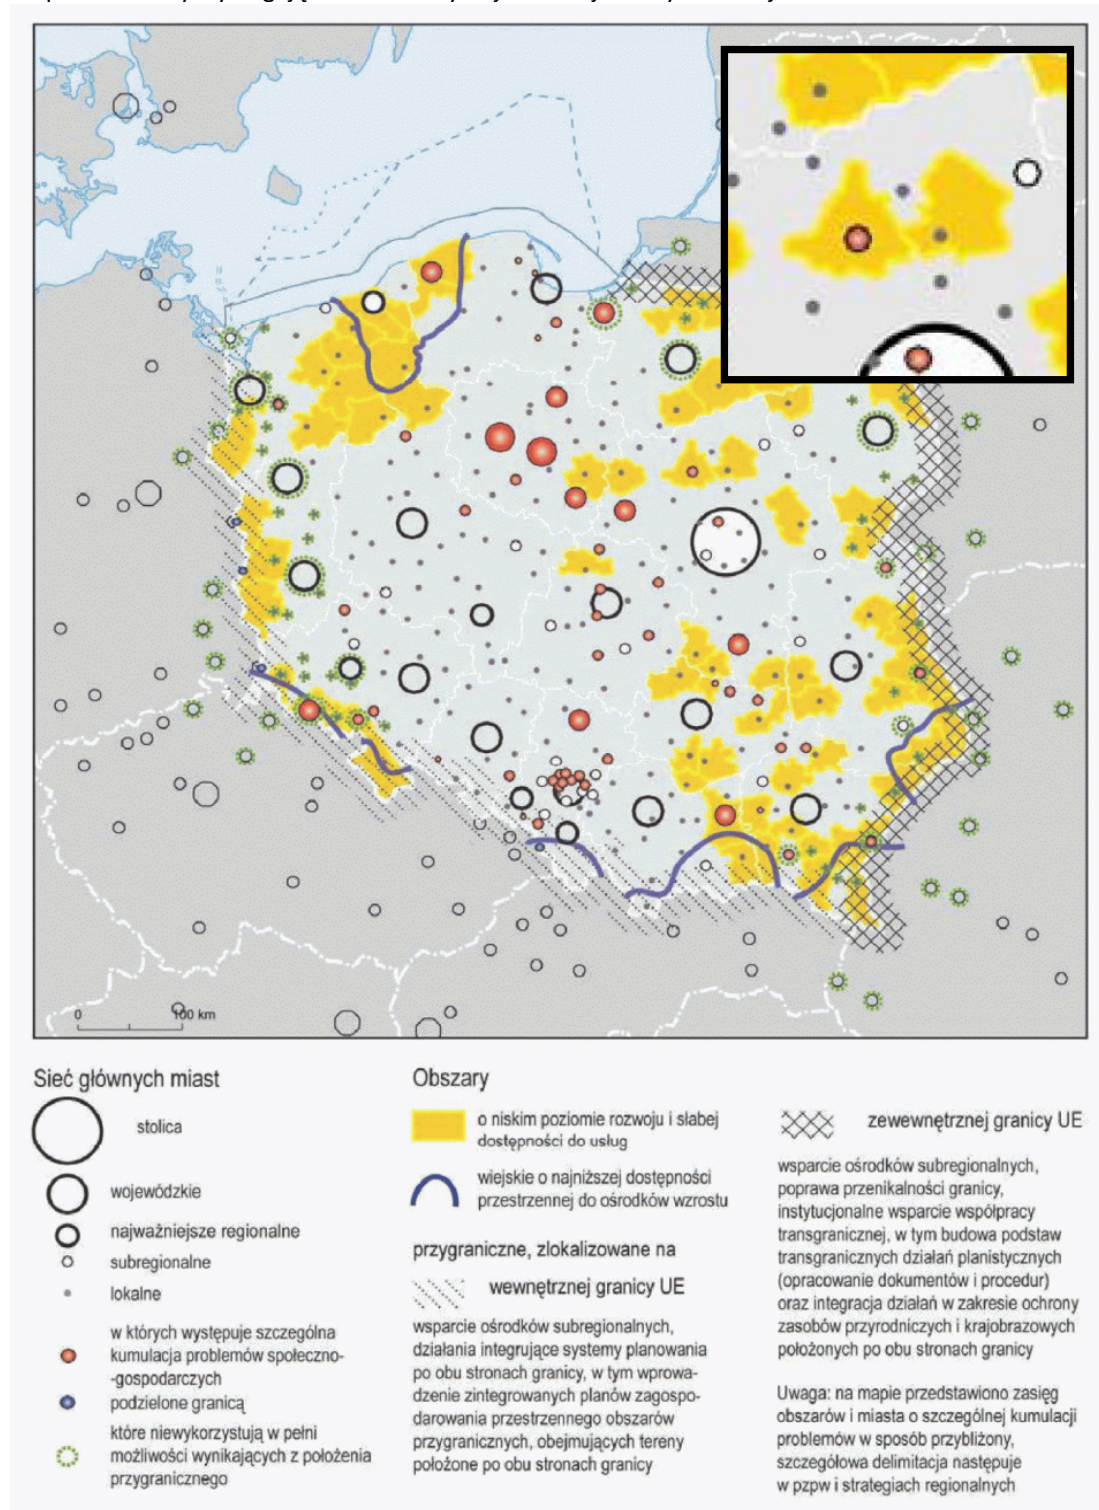 0
100 km
Sieć głównych miast
stolica
wojewódzkie
najważniejsze regionalne
subregionalne
lokalne
w których występuje szczególna
kumulacja problemów społeczno-
-gospodarczych
podzielone granicą
które niewykorzystują w pełni
możliwości wynikających z położenia
przygranicznego
Obszary
o niskim poziomie rozwoju i słabej
dostępności do usług
wiejskie o najniższej dostępności
przestrzennej do ośrodków wzrostu
przygraniczne, zlokalizowane na
wewnętrznej granicy UE
wsparcie ośrodków subregionalnych,
działania integrujące systemy planowania
po obu stronach granicy, w tym wprowa-
dzenie zintegrowanych planów zagospo-
darowania przestrzennego obszarów
przygranicznych, obejmujących tereny
położone po obu stronach granicy
zewewnętrznej granicy UE
wsparcie ośrodków subregionalnych,
poprawa przenikalności granicy,
instytucjonalne wsparcie współpracy
transgranicznej, w tym budowa podstaw
transgranicznych działań planistycznych
(opracowanie dokumentów i procedur)
oraz integracja działań w zakresie ochrony
zasobów przyrodniczych i krajobrazowych
położonych po obu stronach granicy
Uwaga: na mapie przedstawiono zasięg
obszarów i miasta o szczególnej kumulacji
problemów w sposób przybliżony,
szczegółowa delimitacja następuje
w pzpw i strategiach regionalnych